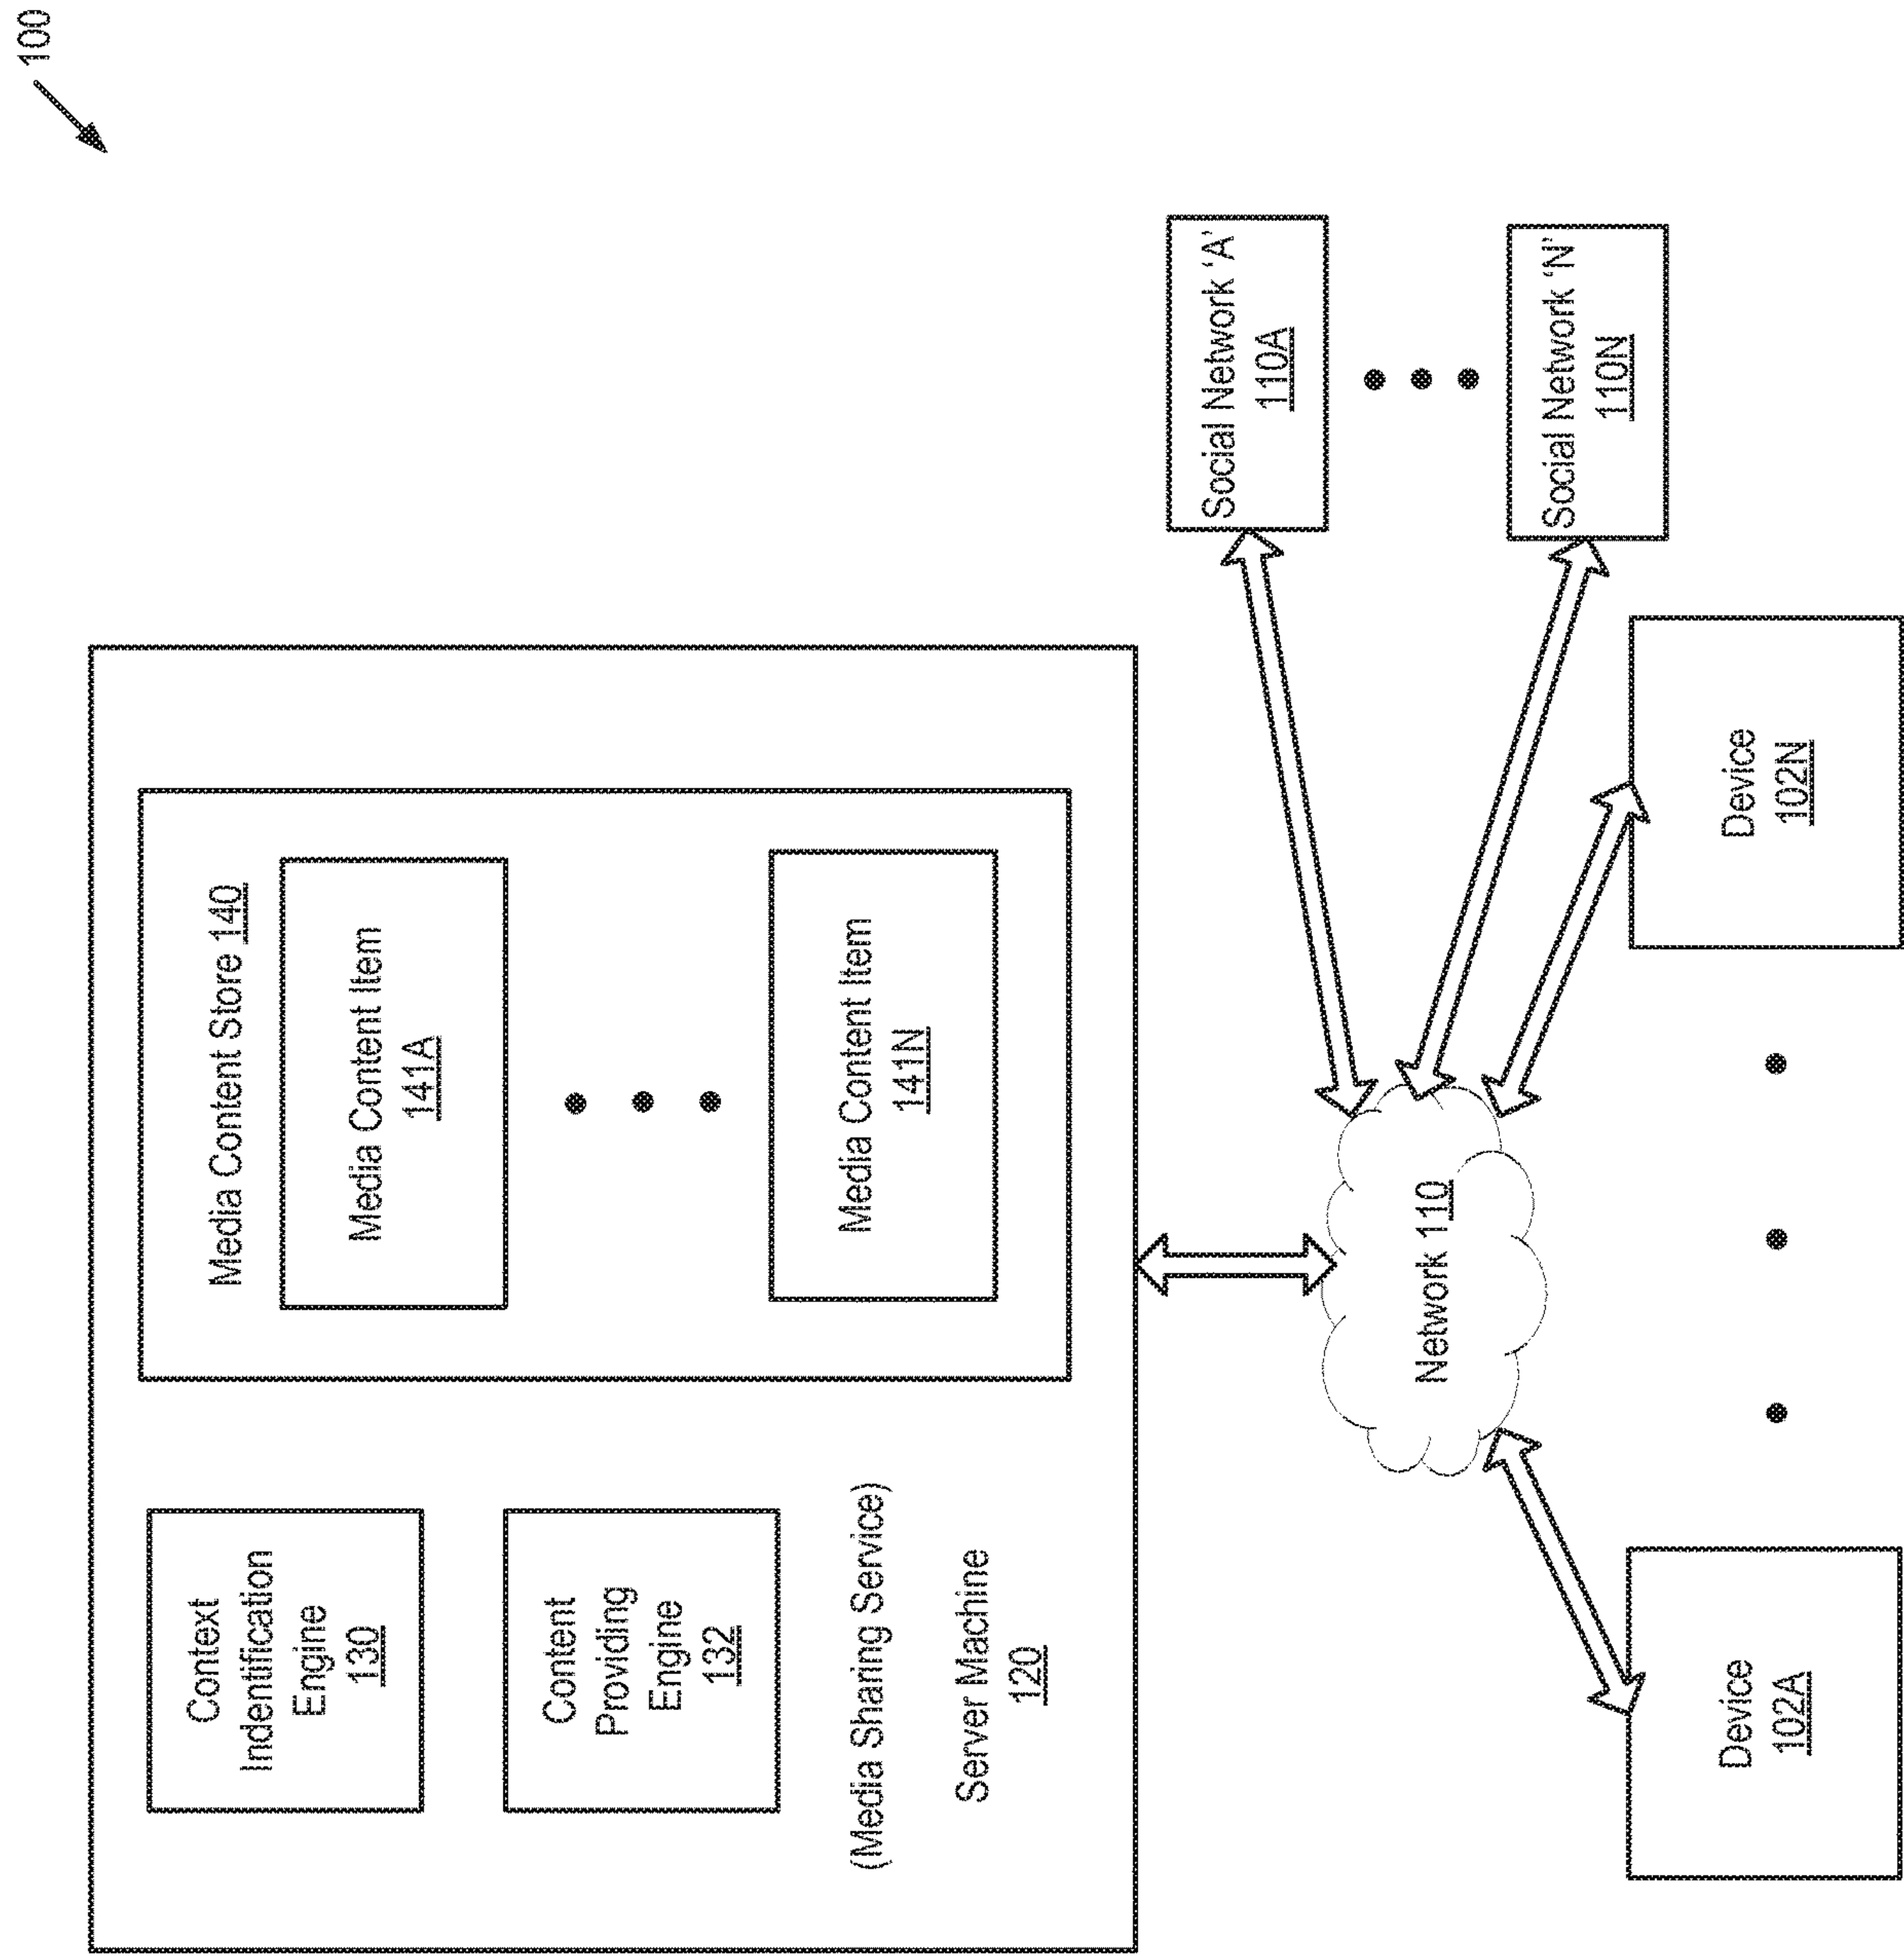 100
Context
Indentification
Engine
130
Content
Providing
Engine
132
(Media Sharing Service)
Server Machine
120
Media Content Store 140
Media Content Item
141A
Media Content Item
141N
Network 110
Social Network ‘A’
110A
Social Network ‘N’
110N
Device
102A
Device
102N